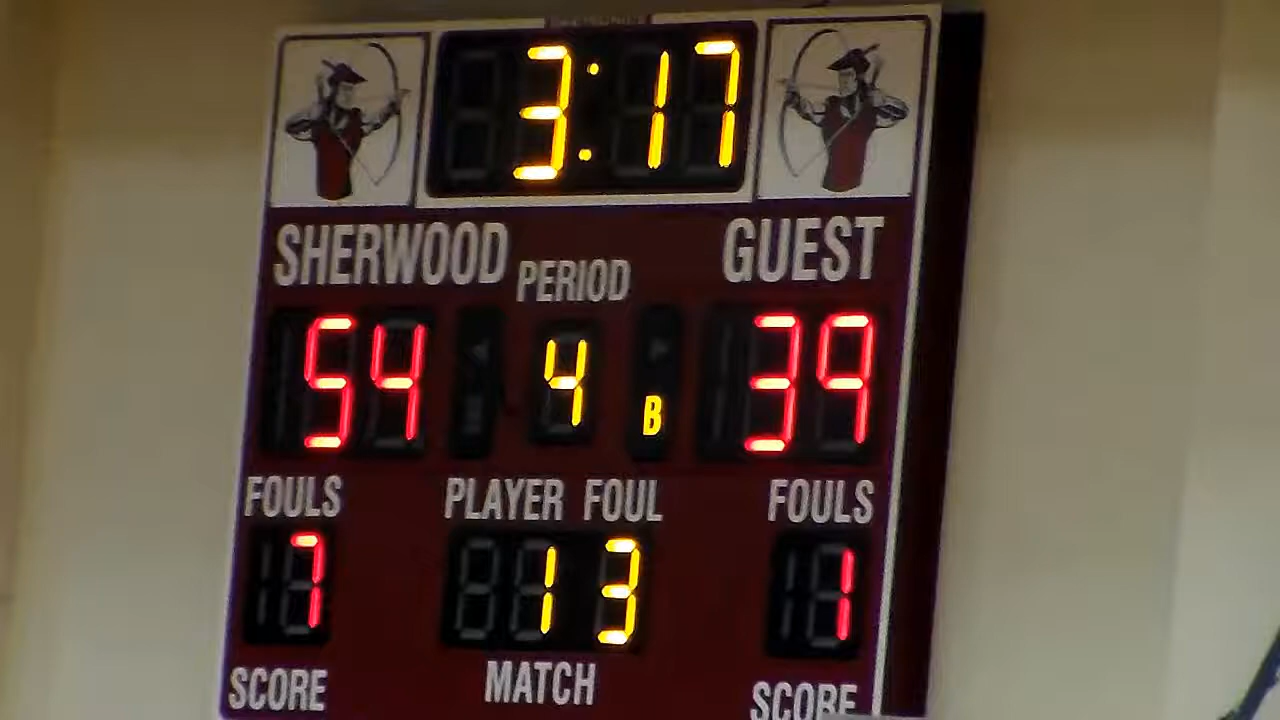 3:17
SHERWOOD PERIOD GUEST
54 4 B 39
FOULS PLAYER FOUL FOULS
7 1 3 1
SCORE MATCH SCORE